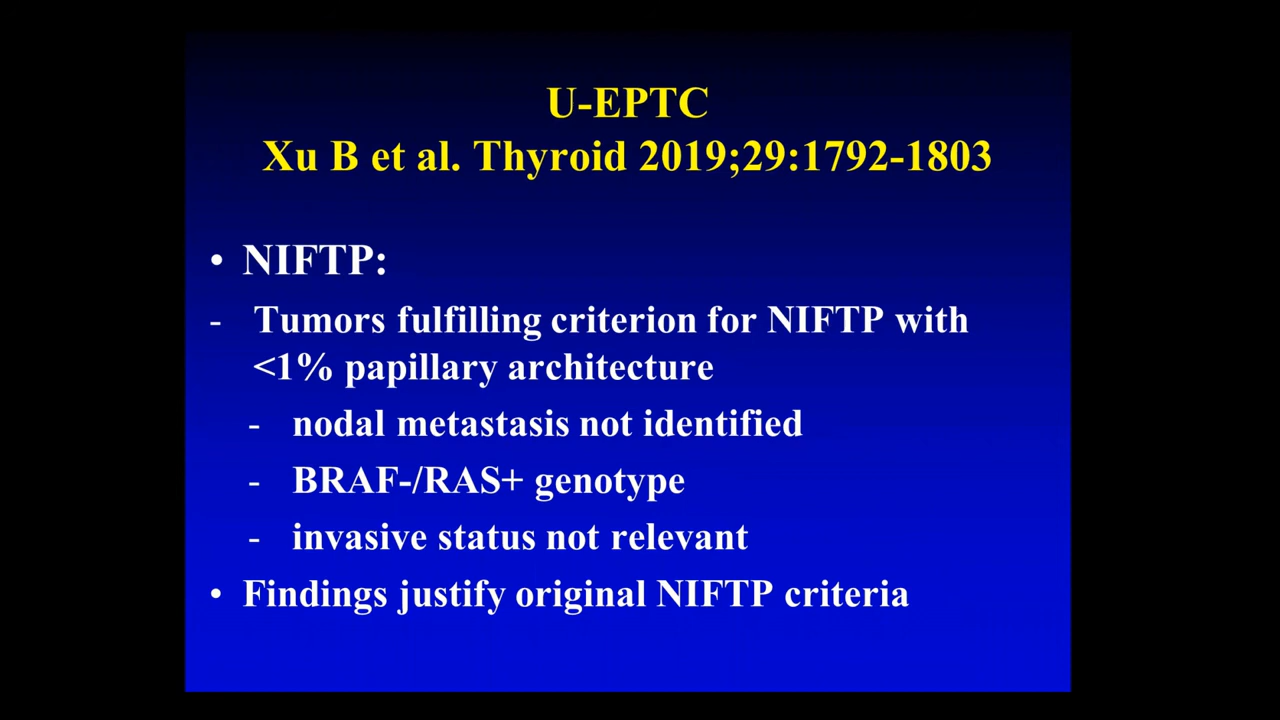 U-EPTC
Xu B et al. Thyroid 2019;29:1792-1803
• NIFTP:
- Tumors fulfilling criterion for NIFTP with
<1% papillary architecture
- nodal metastasis not identified
- BRAF-/RAS+ genotype
- invasive status not relevant
• Findings justify original NIFTP criteria